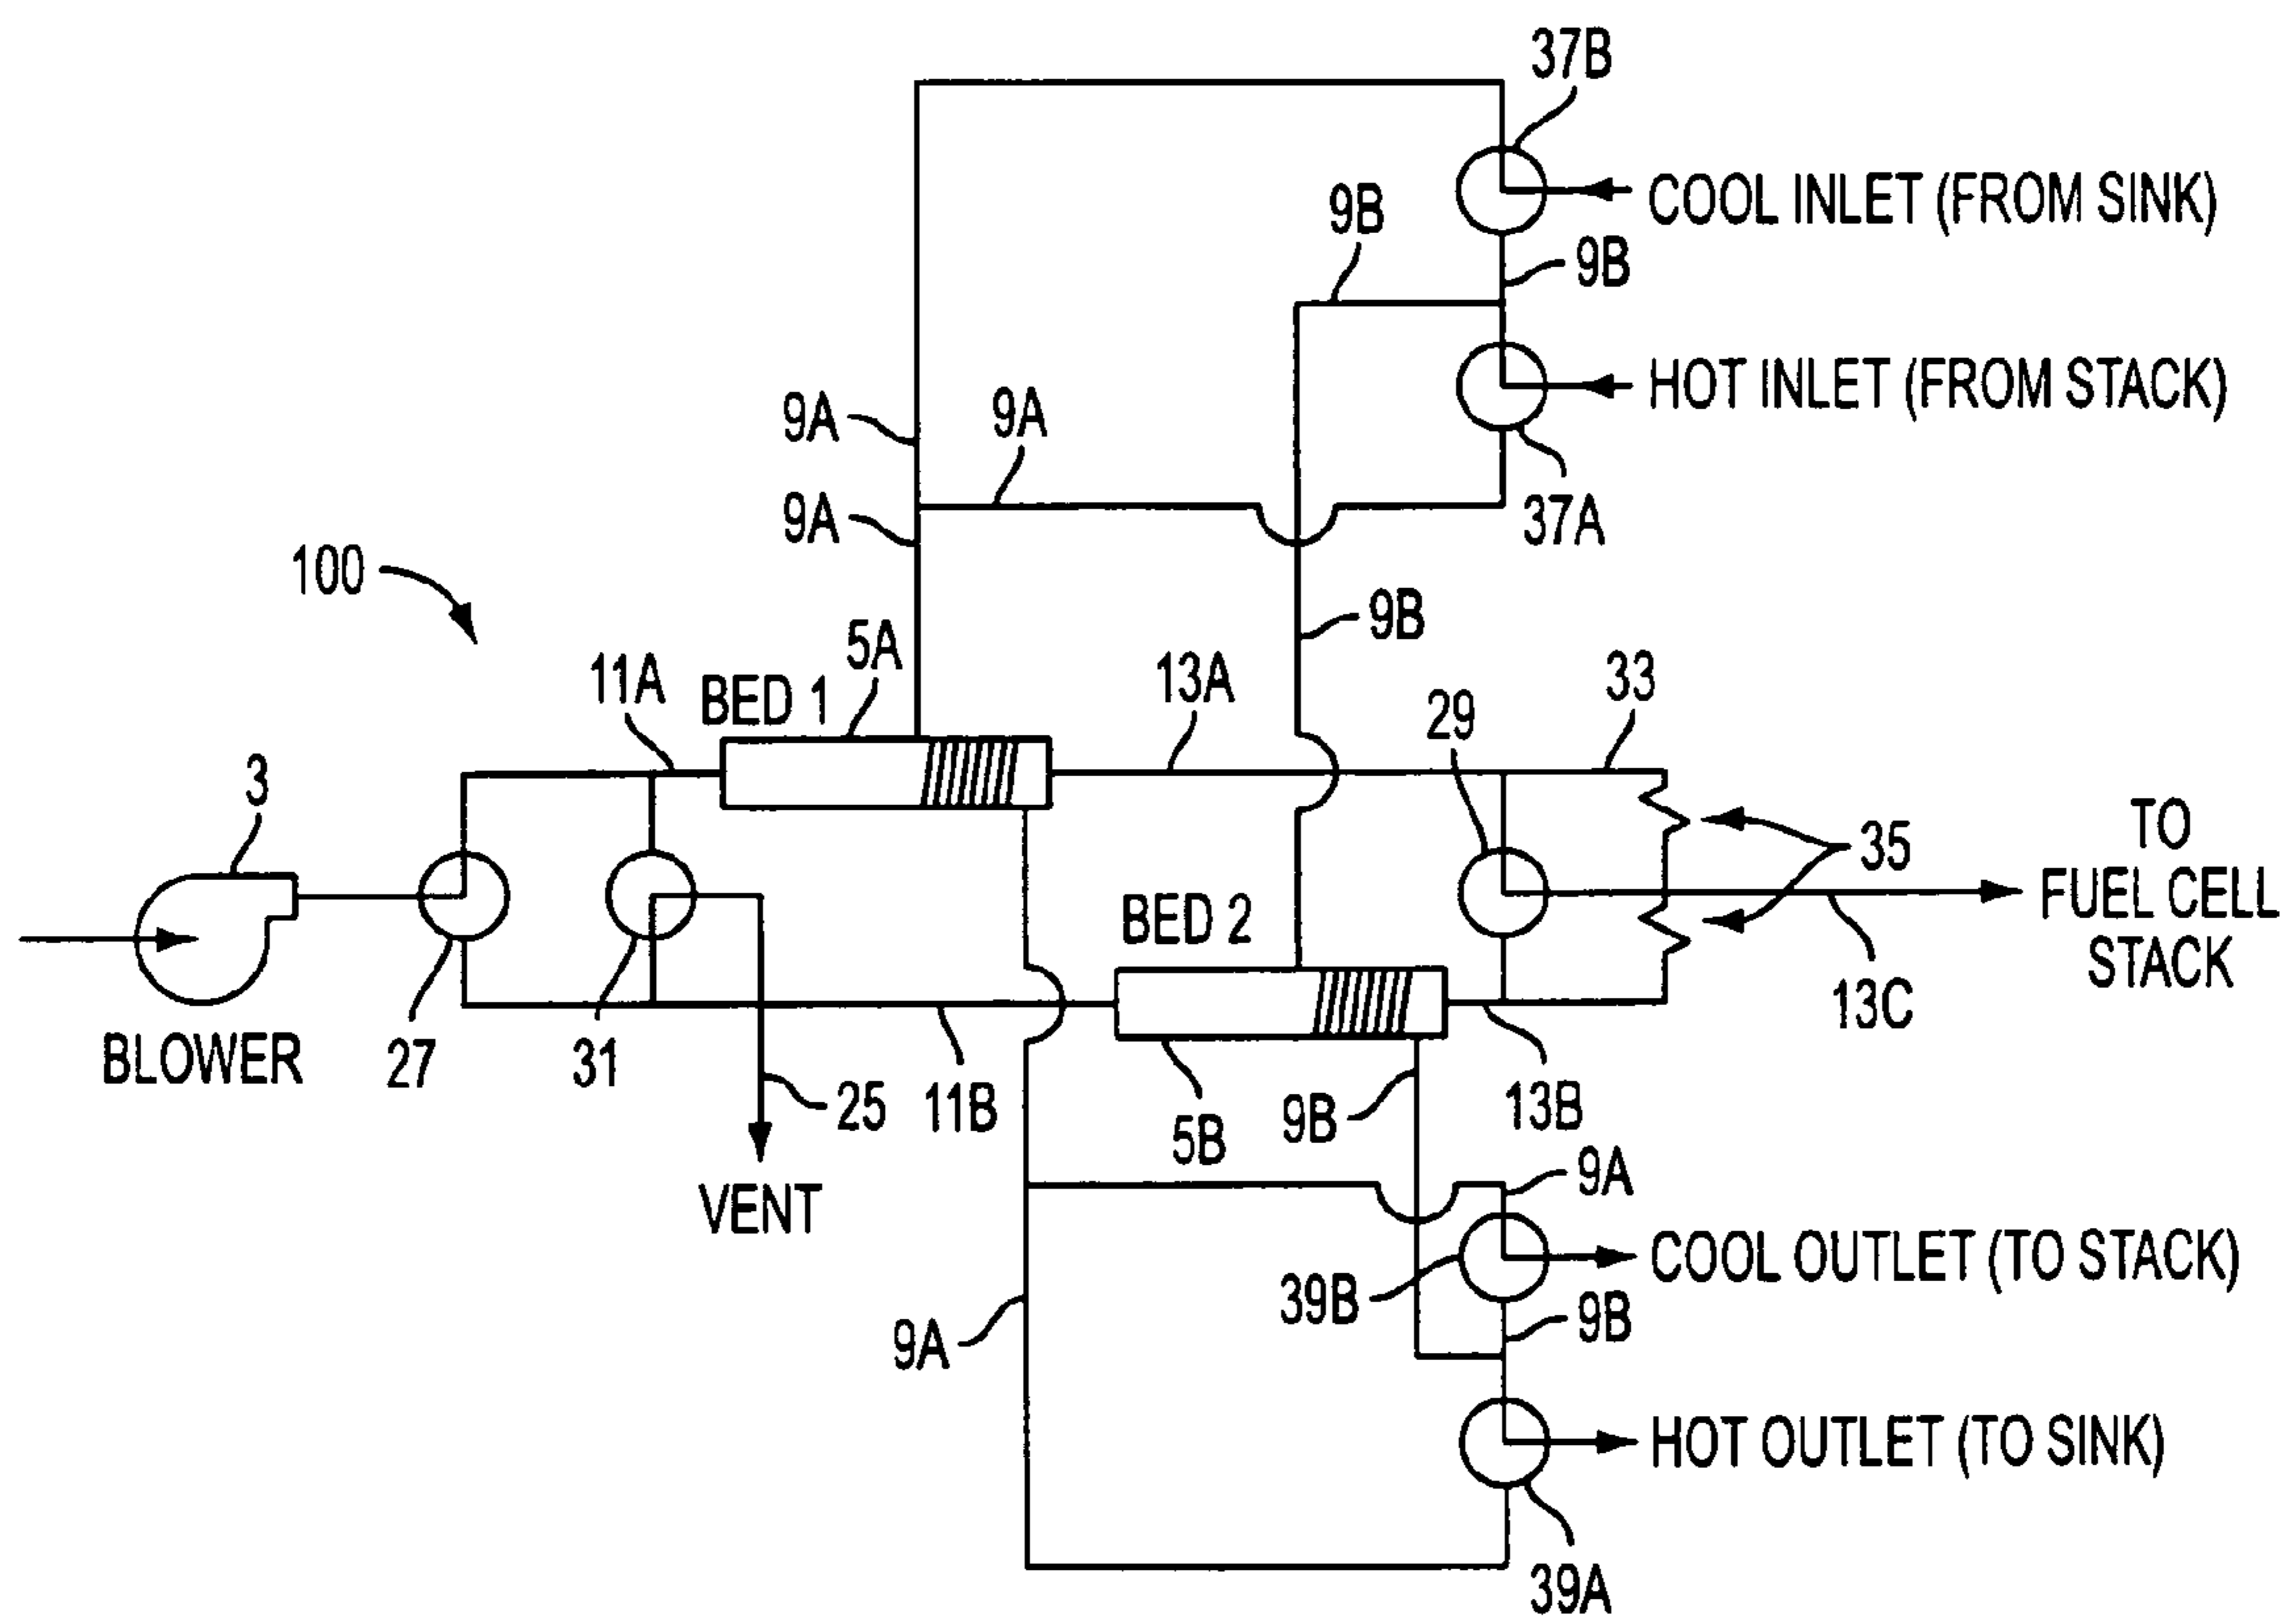 37B
COOL INLET (FROM SINK)
9B
9B
HOT INLET (FROM STACK)
9A
9A
9A
37A
100
9B
5A
11A
BED 1
13A
33
29
3
TO
FUEL CELL
STACK
35
BED 2
13C
BLOWER
27
31
25
11B
5B
9B
13B
VENT
9A
COOL OUTLET (TO STACK)
39B
9B
9A
HOT OUTLET (TO SINK)
39A